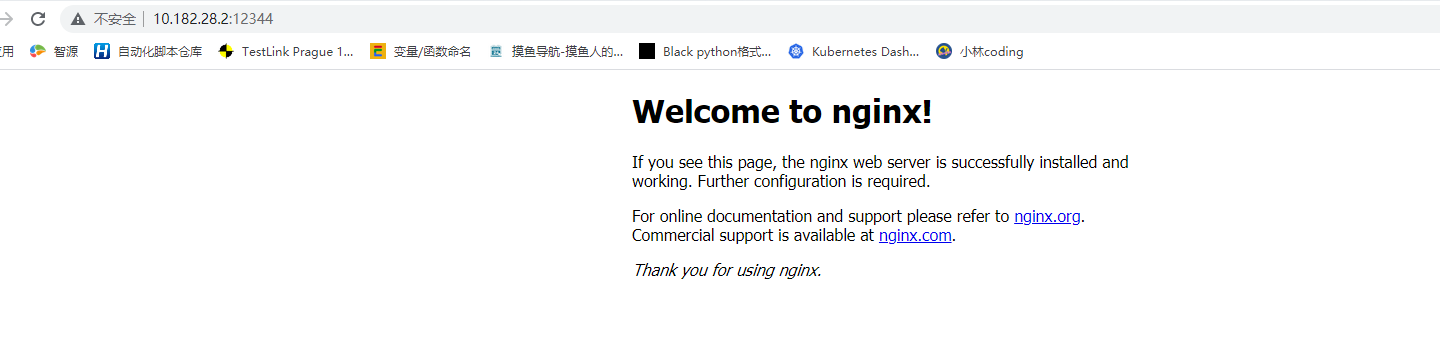 不安全 10.182.28.2:12344
用 智源 自动化脚本仓库 TestLink Prague 1... 变量/函数命名 摸鱼导航-摸鱼人的... Black python格式... Kubernetes Dash... 小林coding
Welcome to nginx!
If you see this page, the nginx web server is successfully installed and
working. Further configuration is required.
For online documentation and support please refer to nginx.org.
Commercial support is available at nginx.com.
Thank you for using nginx.